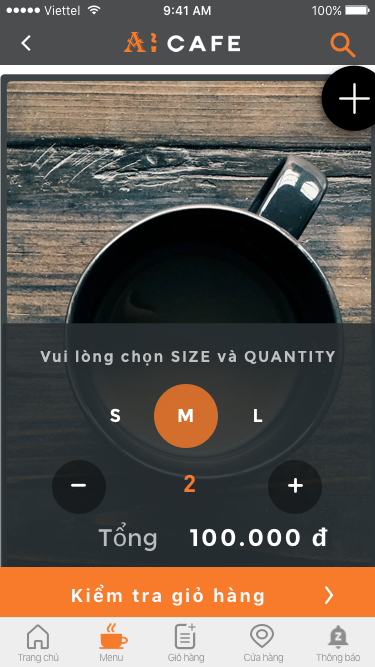 Viettel 9:41 AM 100%
A: CAFE
Vui lòng chọn SIZE và QUANTITY
S M L
2
Tổng 100.000 đ
Kiểm tra giỏ hàng
Trang chủ Menu Giỏ hàng Cửa hàng Thông báo